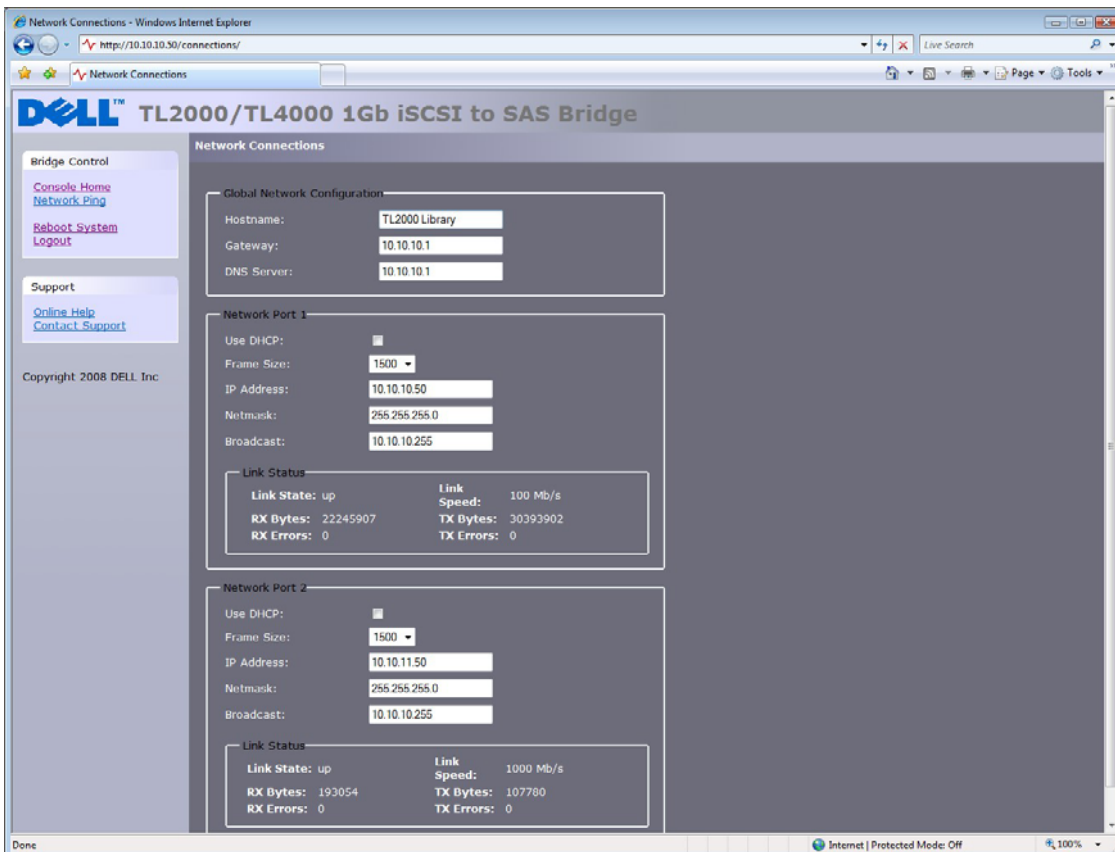 Network Connections - Windows Internet Explorer
http://10.10.10.50/connections/
Live Search
Network Connections
Page
Tools
DELL™ TL2000/TL4000 1Gb iSCSI to SAS Bridge
Bridge Control
Console Home
Network Ping
Reboot System
Logout
Support
Online Help
Contact Support
Copyright 2008 DELL Inc
Network Connections
Global Network Configuration
Hostname: TL2000 Library
Gateway: 10.10.10.1
DNS Server: 10.10.10.1
Network Port 1
Use DHCP:
Frame Size: 1500
IP Address: 10.10.10.50
Netmask: 255.255.255.0
Broadcast: 10.10.10.255
Link Status
Link State: up Link Speed: 100 Mb/s
RX Bytes: 22245907 TX Bytes: 30393902
RX Errors: 0 TX Errors: 0
Network Port 2
Use DHCP:
Frame Size: 1500
IP Address: 10.10.11.50
Netmask: 255.255.255.0
Broadcast: 10.10.10.255
Link Status
Link State: up Link Speed: 1000 Mb/s
RX Bytes: 193054 TX Bytes: 107780
RX Errors: 0 TX Errors: 0
Done
Internet | Protected Mode: Off
100%